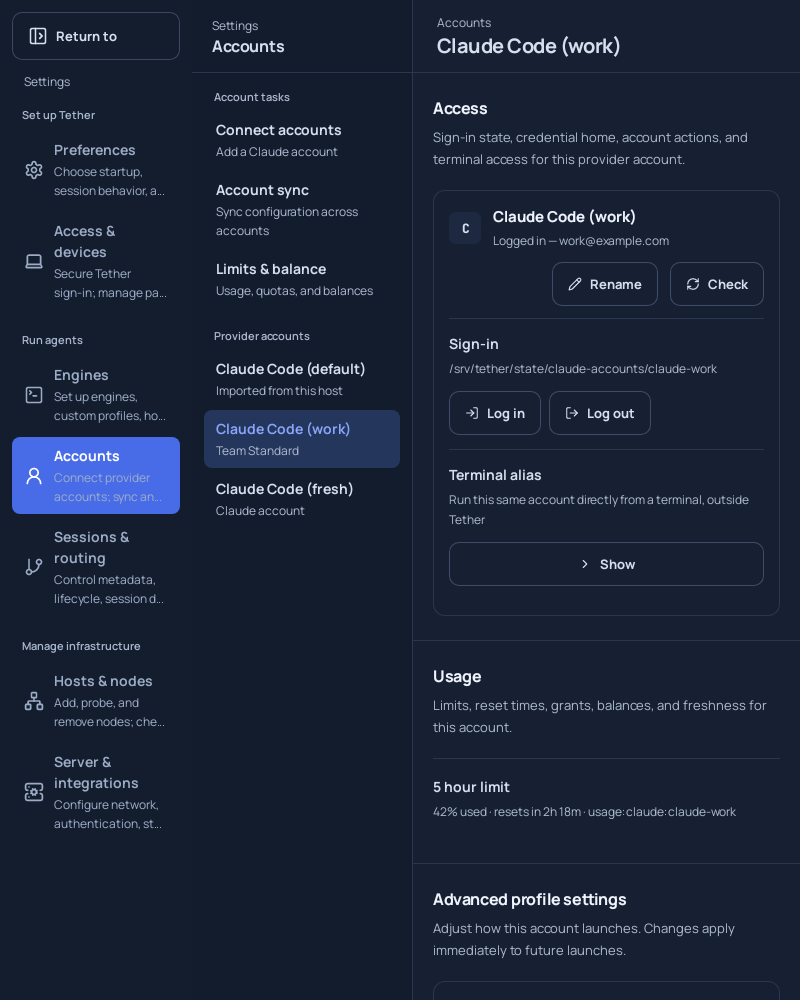 Return to
Settings
Set up Tether
Preferences
Choose startup,
session behavior, a...
Access &
devices
Secure Tether
sign-in; manage pa...
Run agents
Engines
Set up engines,
custom profiles, ho...
Accounts
Connect provider
accounts; sync an...
Sessions &
routing
Control metadata,
lifecycle, session d...
Manage infrastructure
Hosts & nodes
Add, probe, and
remove nodes; che...
Server &
integrations
Configure network,
authentication, st...
Settings
Accounts
Account tasks
Connect accounts
Add a Claude account
Account sync
Sync configuration across
accounts
Limits & balance
Usage, quotas, and balances
Provider accounts
Claude Code (default)
Imported from this host
Claude Code (work)
Team Standard
Claude Code (fresh)
Claude account
Accounts
Claude Code (work)
Access
Sign-in state, credential home, account actions, and
terminal access for this provider account.
C
Claude Code (work)
Logged in — work@example.com
Rename
Check
Sign-in
/srv/tether/state/claude-accounts/claude-work
Log in
Log out
Terminal alias
Run this same account directly from a terminal, outside
Tether
Show
Usage
Limits, reset times, grants, balances, and freshness for
this account.
5 hour limit
42% used · resets in 2h 18m · usage:claude:claude-work
Advanced profile settings
Adjust how this account launches. Changes apply
immediately to future launches.